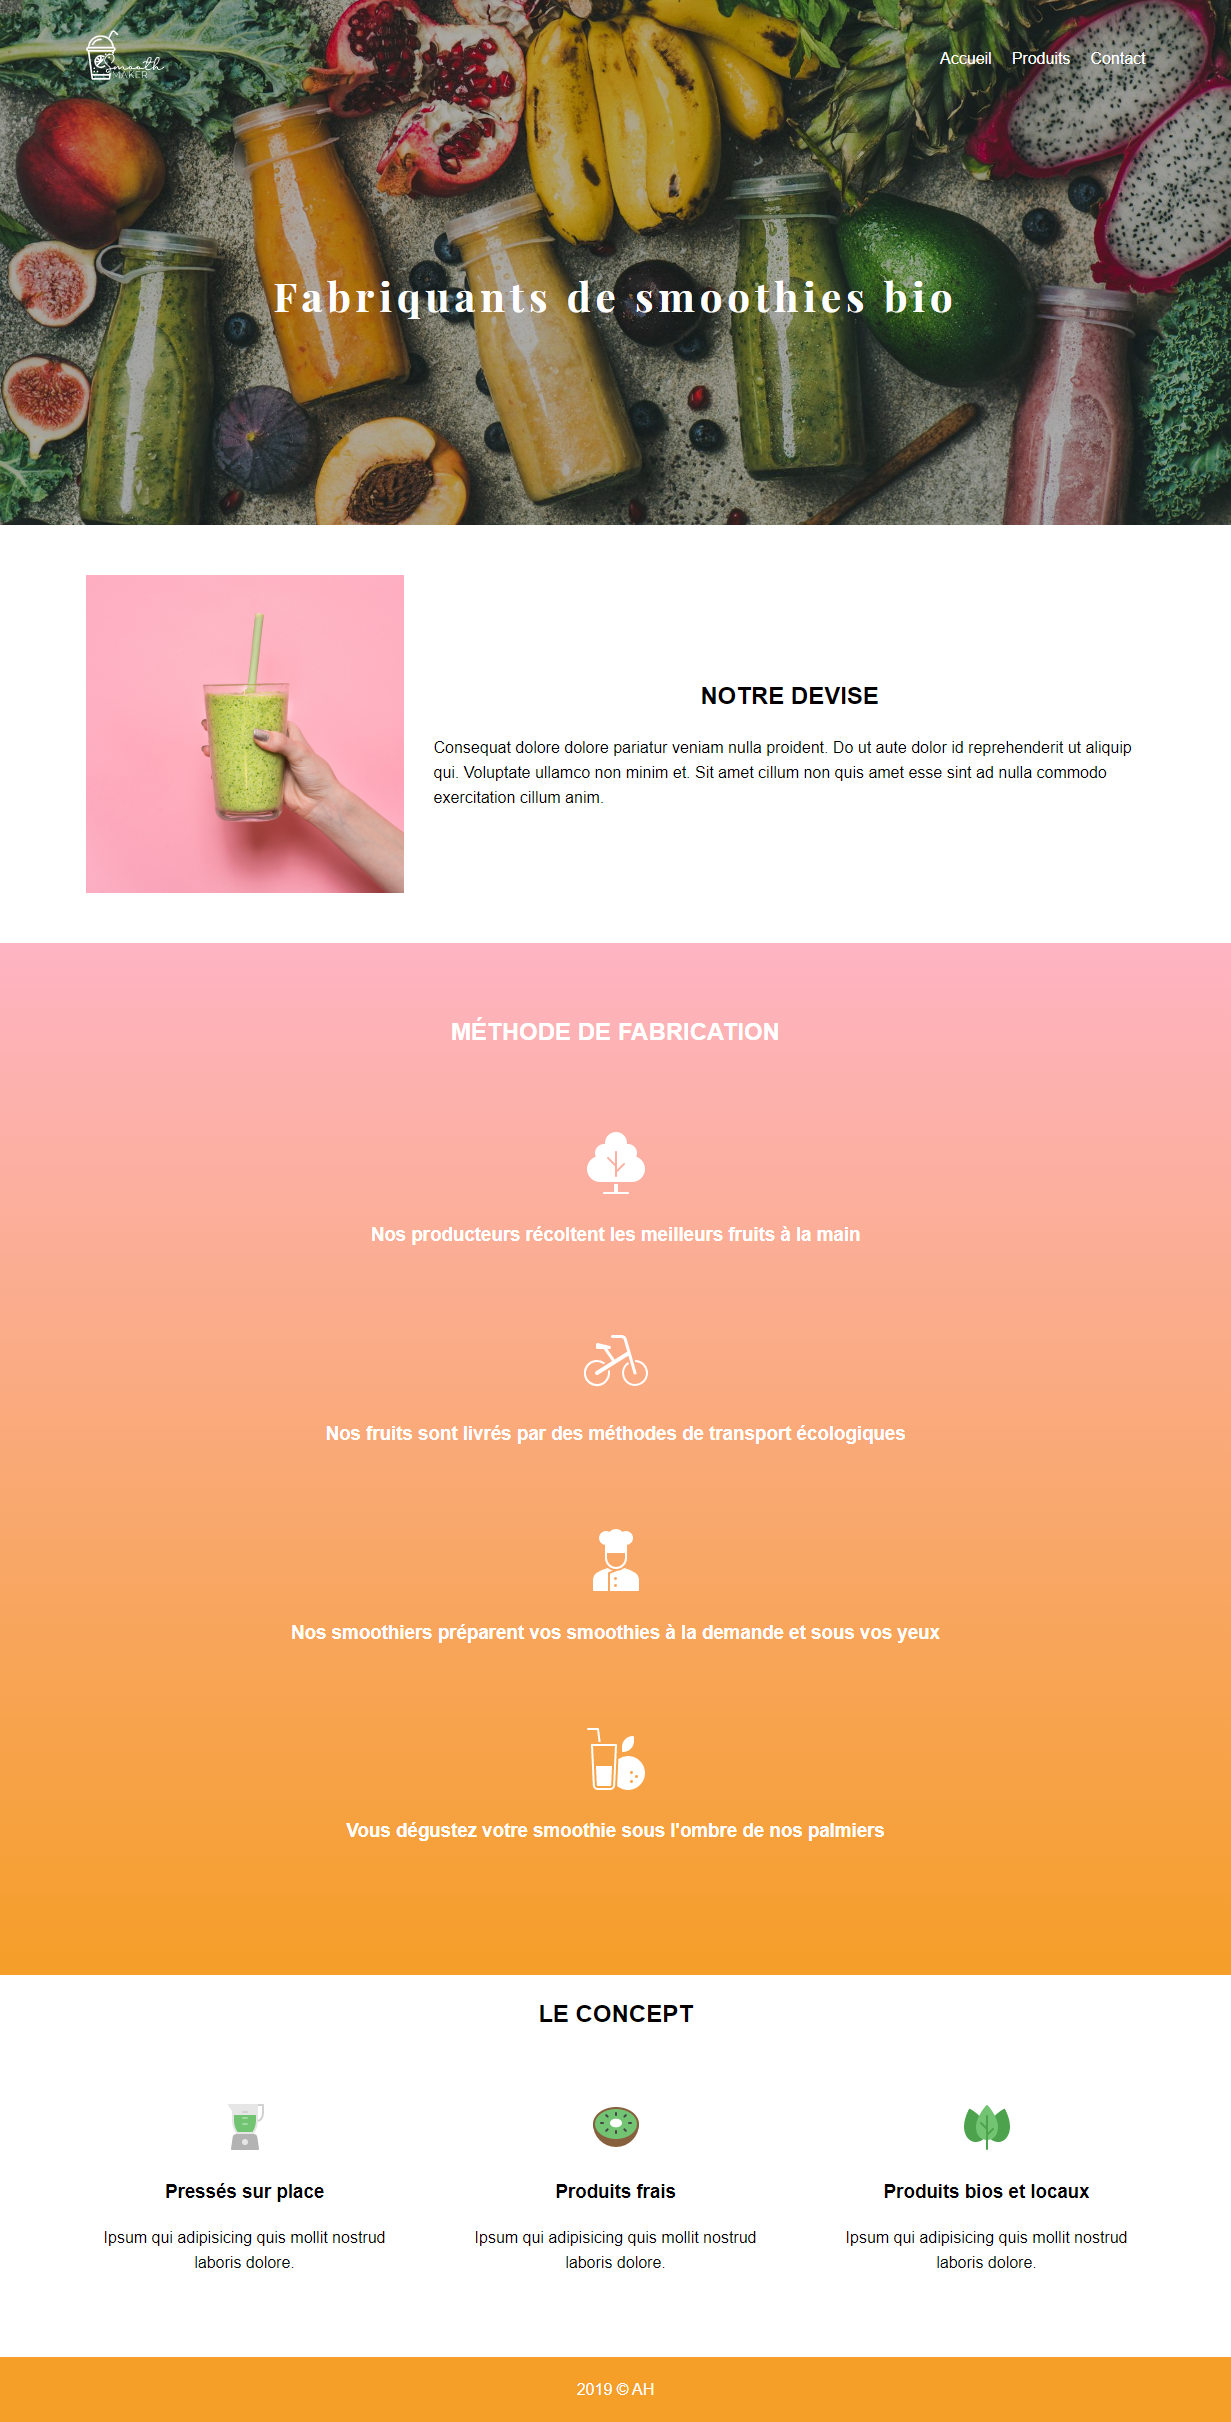 Smooth
MAKER
Accueil Produits Contact
Fabriquants de smoothies bio
NOTRE DEVISE
Consequat dolore dolore pariatur veniam nulla proident. Do ut aute dolor id reprehenderit ut aliquip
qui. Voluptate ullamco non minim et. Sit amet cillum non quis amet esse sint ad nulla commodo
exercitation cillum anim.
MÉTHODE DE FABRICATION
Nos producteurs récoltent les meilleurs fruits à la main
Nos fruits sont livrés par des méthodes de transport écologiques
Nos smoothiers préparent vos smoothies à la demande et sous vos yeux
Vous dégustez votre smoothie sous l'ombre de nos palmiers
LE CONCEPT
Pressés sur place
Ipsum qui adipisicing quis mollit nostrud
laboris dolore.
Produits frais
Ipsum qui adipisicing quis mollit nostrud
laboris dolore.
Produits bios et locaux
Ipsum qui adipisicing quis mollit nostrud
laboris dolore.
2019 © AH